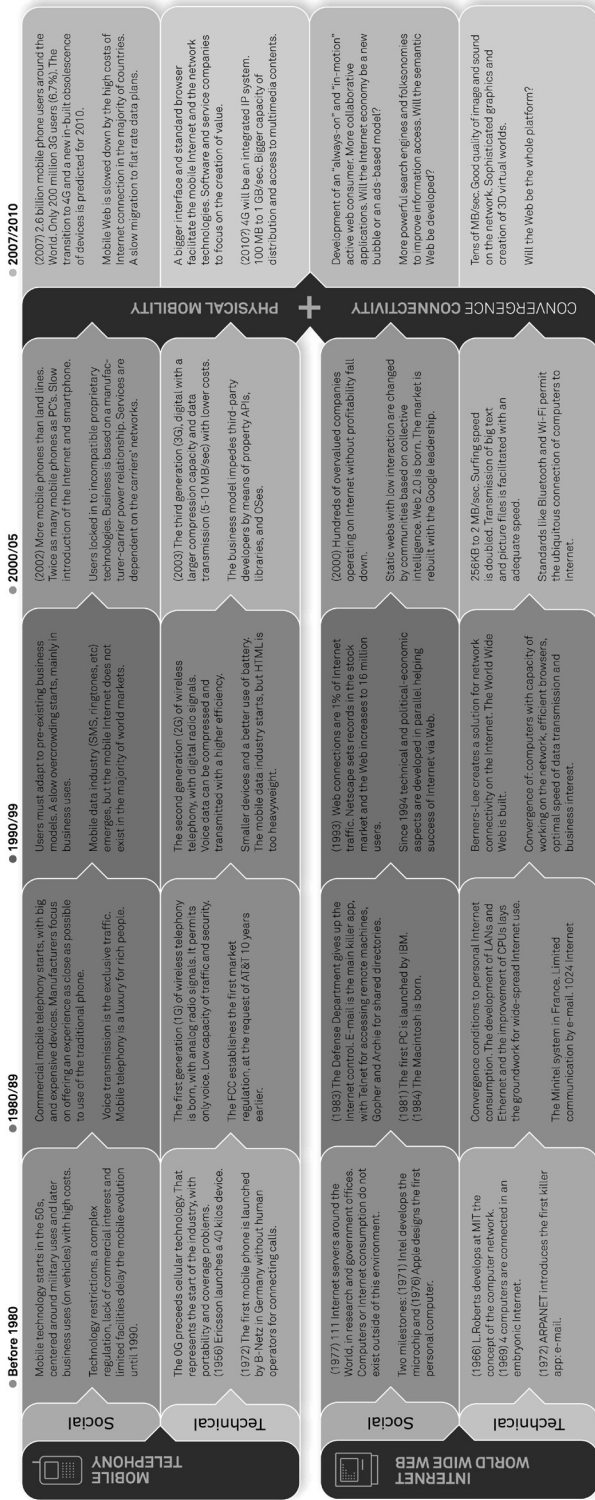 Before 1980
1980/89
1990/99
2000/05
2007/2010
MOBILE
TELEPHONY
Social
Mobile technology starts in the 50s,
centered around military uses and later
business uses (on vehicles) with high costs.
Technology restrictions, a complex
regulation, lack of commercial interest and
limited facilities delay the mobile evolution
until 1990.
Commercial mobile telephony starts, with big
and expensive devices. Manufacturers focus
on offering an experience as close as possible
to use of the traditional phone.
Voice transmission is the exclusive traffic.
Mobile telephony is a luxury for rich people.
Users must adapt to pre-existing business
models. A slow overcrowding starts, mainly in
business uses.
Mobile data industry (SMS, ringtones, etc)
emerges, but the mobile Internet does not
exist in the majority of world markets.
(2002) More mobile phones than land lines.
Twice as many mobile phones as PC's. Slow
introduction of the Internet and smartphone.
Users locked in to incompatible proprietary
technologies. Business is based on a manufac-
turer-carrier power relationship. Services are
dependent on the carriers' networks.
(2007) 2.6 billion mobile phone users around the
World. Only 200 million 3G users (6.7%). The
transition to 4G and a new in-built obsolescence
of devices is predicted for 2010.
Mobile Web is slowed down by the high costs of
Internet connection in the majority of countries.
A slow migration to flat rate data plans.
Technical
The 0G precedes cellular technology. That
represents the start of the industry, with
portability and coverage problems.
(1956) Ericsson launches a 40 kilos device.
(1972) The first mobile phone is launched
by B-Netz in Germany without human
operators for connecting calls.
The first generation (1G) of wireless telephony
is born, with analog radio signals. It permits
only voice. Low capacity of traffic and security.
The FCC establishes the first market
regulation, at the request of AT&T 10 years
earlier.
The second generation (2G) of wireless
telephony, with digital radio signals.
Voice data can be compressed and
transmitted with a higher efficiency.
Smaller devices and a better use of battery.
The mobile data industry starts, but HTML is
too heavyweight.
(2003) The third generation (3G), digital with a
larger compression capacity and data
transmission (5-10 MB/sec) with lower costs.
The business model impedes third-party
developers by means of property APIs,
libraries, and OSes.
A bigger interface and standard browser
facilitate the mobile Internet and the network
technologies. Software and service companies
to focus on the creation of value.
(2010?) 4G will be an integrated IP system.
100 MB to 1 GB/sec. Bigger capacity of
distribution and access to multimedia contents.
PHYSICAL MOBILITY
+
CONVERGENCE CONNECTIVITY
INTERNET
WORLD WIDE WEB
Social
(1977) 111 Internet servers around the
World, in research and government offices.
Computers or internet consumption do not
exist outside of this environment.
Two milestones: (1971) Intel develops the
microchip and (1976) Apple designs the first
personal computer.
(1983) The Defense Department gives up the
Internet control. E-mail is the main killer app,
with Telnet for accessing remote machines,
Gopher and Archie for shared directories.
(1981) The first PC is launched by IBM.
(1984) The Macintosh is born.
(1993) Web connections are 1% of Internet
traffic. Netscape sets records in the stock
market and the Web increases to 16 million
users.
Since 1994 technical and political-economic
aspects are developed in parallel helping
success of internet via Web.
(2000) Hundreds of overvalued companies
operating on Internet without profitability fall
down.
Static webs with low interaction are changed
by communities based on collective
intelligence. Web 2.0 is born. The market is
rebuilt with the Google leadership.
Development of an "always-on" and "in-motion"
active web consumer. More collaborative
applications. Will the Internet economy be a new
bubble or an ads-based model?
More powerful search engines and folksonomies
to improve information access. Will the semantic
Web be developed?
Technical
(1966) L.Roberts develops at MIT the
concept of the computer network.
(1969) 4 computers are connected in an
embryonic Internet.
(1972) ARPANET introduces the first killer
app: e-mail.
Convergence conditions to personal Internet
consumption. The development of LANs and
Ethernet and the improvement of CPUs lays
the groundwork for wide-spread Internet use.
The Minitel system in France. Limited
communication by e-mail. 1024 Internet
Berners-Lee creates a solution for network
connectivity on the Internet. The World Wide
Web is built.
Convergence of: computers with capacity of
working on the network, efficient browsers,
optimal speed of data transmission and
business interest.
256KB to 2 MB/sec. Surfing speed
is doubled. Transmission of big text
and picture files is facilitated with an
adequate speed.
Standards like Bluetooth and Wi-Fi permit
the ubiquitous connection of computers to
Internet.
Tens of MB/sec. Good quality of image and sound
on the network. Sophisticated graphics and
creation of 3D virtual worlds.
Will the Web be the whole platform?